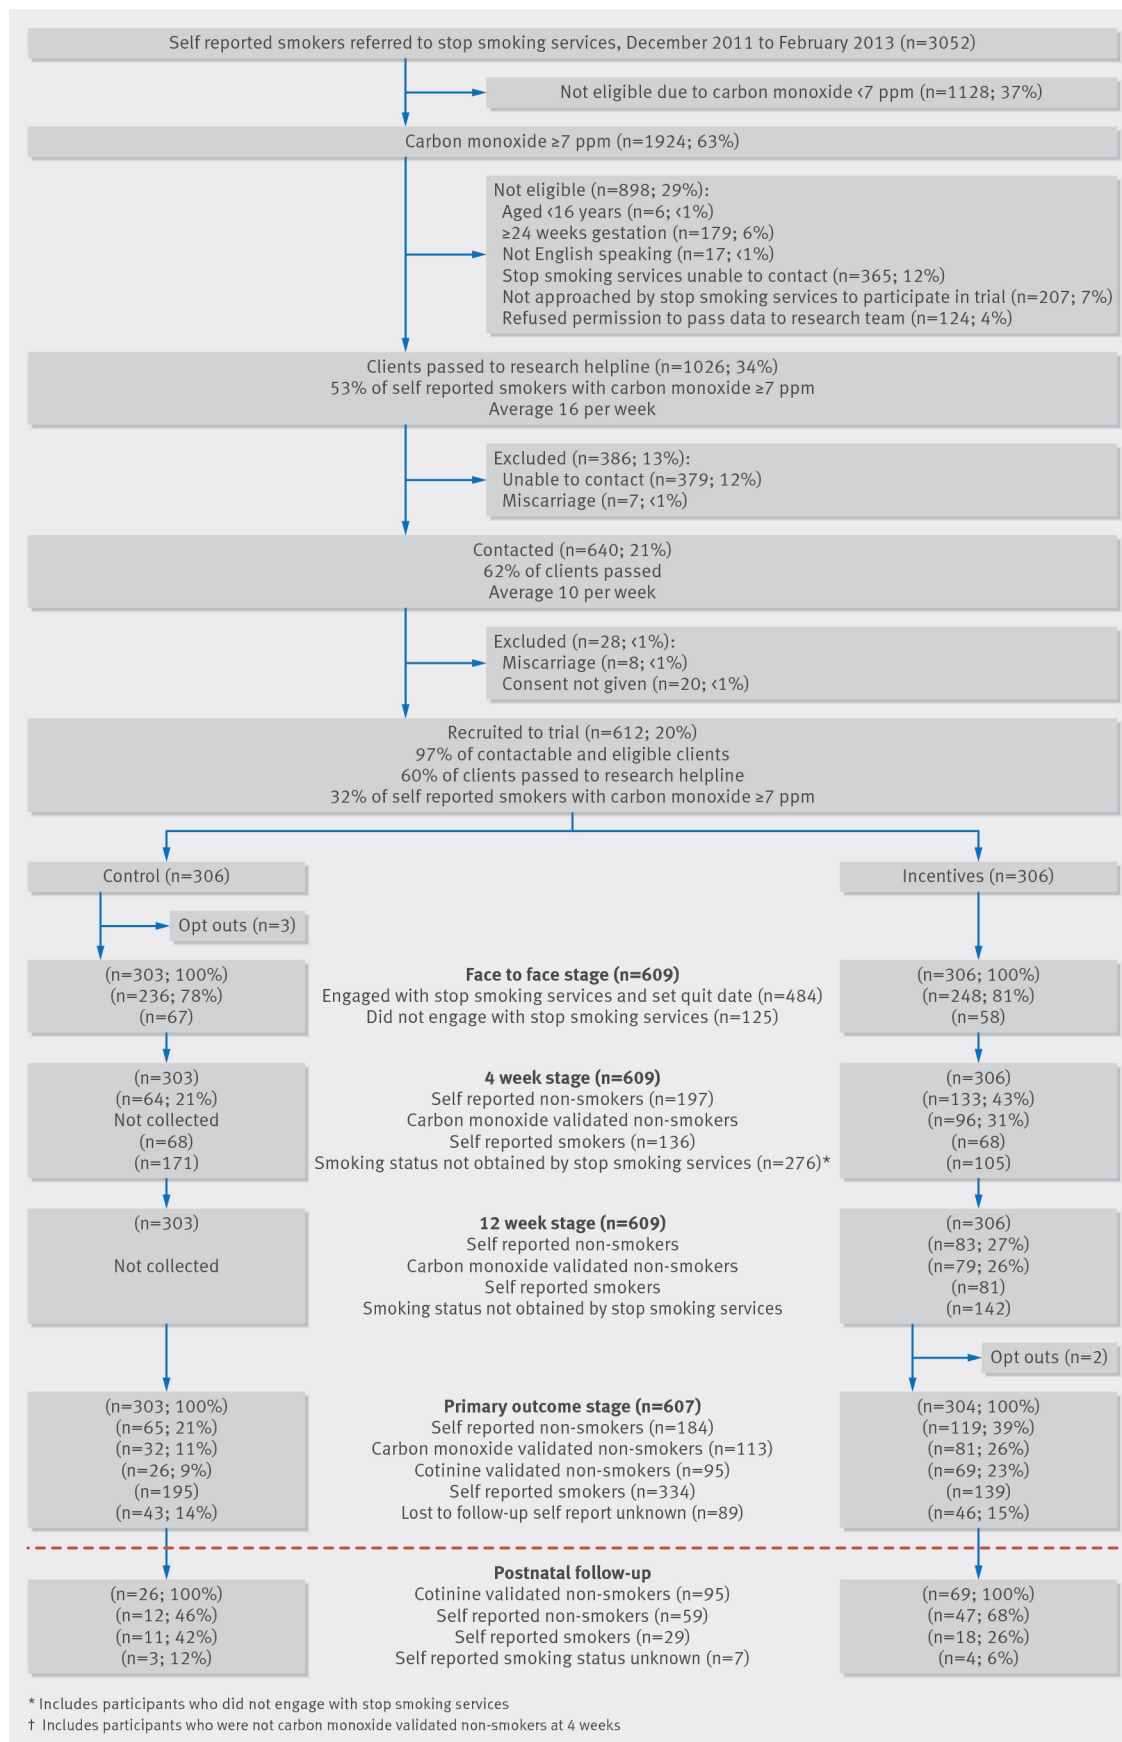 Self reported smokers referred to stop smoking services, December 2011 to February 2013 (n=3052)
Not eligible due to carbon monoxide <7 ppm (n=1128; 37%)
Carbon monoxide ≥7 ppm (n=1924; 63%)
Not eligible (n=898; 29%):
Aged <16 years (n=6; <1%)
≥24 weeks gestation (n=179; 6%)
Not English speaking (n=17; <1%)
Stop smoking services unable to contact (n=365; 12%)
Not approached by stop smoking services to participate in trial (n=207; 7%)
Refused permission to pass data to research team (n=124; 4%)
Clients passed to research helpline (n=1026; 34%)
53% of self reported smokers with carbon monoxide ≥7 ppm
Average 16 per week
Excluded (n=386; 13%):
Unable to contact (n=379; 12%)
Miscarriage (n=7; <1%)
Contacted (n=640; 21%)
62% of clients passed
Average 10 per week
Excluded (n=28; <1%):
Miscarriage (n=8; <1%)
Consent not given (n=20; <1%)
Recruited to trial (n=612; 20%)
97% of contactable and eligible clients
60% of clients passed to research helpline
32% of self reported smokers with carbon monoxide ≥7 ppm
Control (n=306)
Incentives (n=306)
Opt outs (n=3)
(n=303; 100%) Face to face stage (n=609) (n=306; 100%)
(n=236; 78%) Engaged with stop smoking services and set quit date (n=484) (n=248; 81%)
(n=67) Did not engage with stop smoking services (n=125) (n=58)
(n=303) 4 week stage (n=609) (n=306)
(n=64; 21%) Self reported non-smokers (n=197) (n=133; 43%)
Not collected Carbon monoxide validated non-smokers (n=96; 31%)
(n=68) Self reported smokers (n=136) (n=68)
(n=171) Smoking status not obtained by stop smoking services (n=276)* (n=105)
(n=303) 12 week stage (n=609) (n=306)
Self reported non-smokers (n=83; 27%)
Not collected Carbon monoxide validated non-smokers (n=79; 26%)
Self reported smokers (n=81)
Smoking status not obtained by stop smoking services (n=142)
Opt outs (n=2)
(n=303; 100%) Primary outcome stage (n=607) (n=304; 100%)
(n=65; 21%) Self reported non-smokers (n=184) (n=119; 39%)
(n=32; 11%) Carbon monoxide validated non-smokers (n=113) (n=81; 26%)
(n=26; 9%) Cotinine validated non-smokers (n=95) (n=69; 23%)
(n=195) Self reported smokers (n=334) (n=139)
(n=43; 14%) Lost to follow-up self report unknown (n=89) (n=46; 15%)
Postnatal follow-up
(n=26; 100%) Cotinine validated non-smokers (n=95) (n=69; 100%)
(n=12; 46%) Self reported non-smokers (n=59) (n=47; 68%)
(n=11; 42%) Self reported smokers (n=29) (n=18; 26%)
(n=3; 12%) Self reported smoking status unknown (n=7) (n=4; 6%)
* Includes participants who did not engage with stop smoking services
† Includes participants who were not carbon monoxide validated non-smokers at 4 weeks